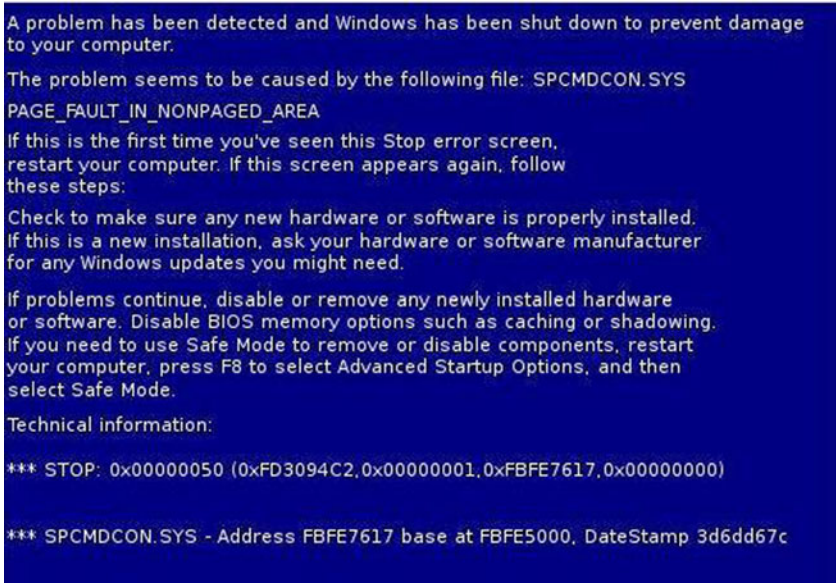 A problem has been detected and Windows has been shut down to prevent damage
to your computer.
The problem seems to be caused by the following file: SPCMDCON.SYS
PAGE_FAULT_IN_NONPAGED_AREA
If this is the first time you've seen this Stop error screen,
restart your computer. If this screen appears again, follow
these steps:
Check to make sure any new hardware or software is properly installed.
If this is a new installation, ask your hardware or software manufacturer
for any Windows updates you might need.
If problems continue, disable or remove any newly installed hardware
or software. Disable BIOS memory options such as caching or shadowing.
If you need to use Safe Mode to remove or disable components, restart
your computer, press F8 to select Advanced Startup Options, and then
select Safe Mode.
Technical information:
*** STOP: 0x00000050 (0xFD3094C2,0x00000001,0xFBFE7617,0x00000000)
*** SPCMDCON.SYS - Address FBFE7617 base at FBFE5000, DateStamp 3d6dd67c